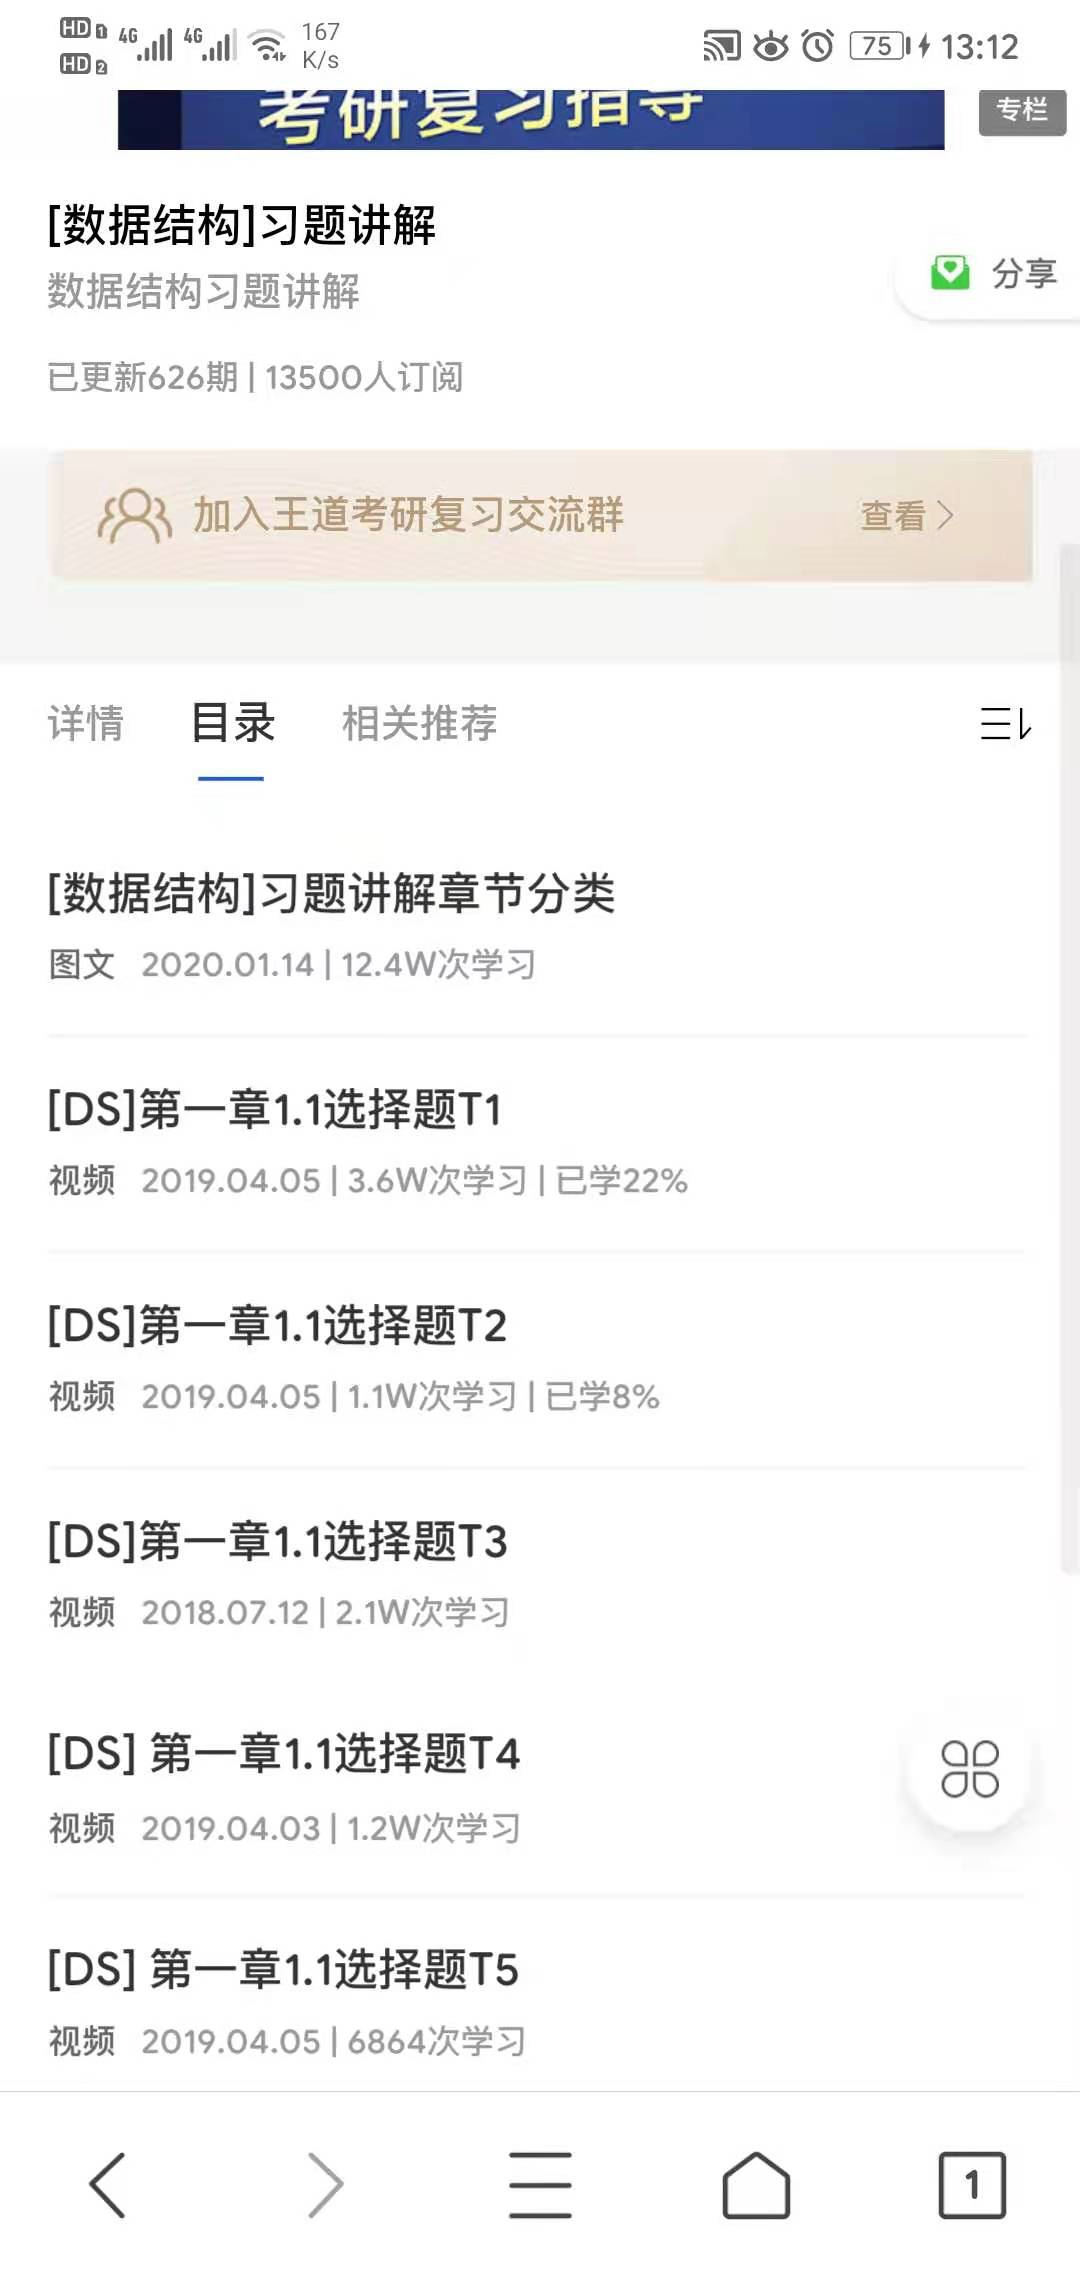 HD 1 4G 4G 167 K/s 75 13:12
HD 2
考研复习指导
专栏
[数据结构]习题讲解
数据结构习题讲解
分享
已更新626期 | 13500人订阅
加入王道考研复习交流群 查看
详情 目录 相关推荐
[数据结构]习题讲解章节分类
图文 2020.01.14 | 12.4W次学习
[DS]第一章1.1选择题T1
视频 2019.04.05 | 3.6W次学习 | 已学22%
[DS]第一章1.1选择题T2
视频 2019.04.05 | 1.1W次学习 | 已学8%
[DS]第一章1.1选择题T3
视频 2018.07.12 | 2.1W次学习
[DS] 第一章1.1选择题T4
视频 2019.04.03 | 1.2W次学习
[DS] 第一章1.1选择题T5
视频 2019.04.05 | 6864次学习
1